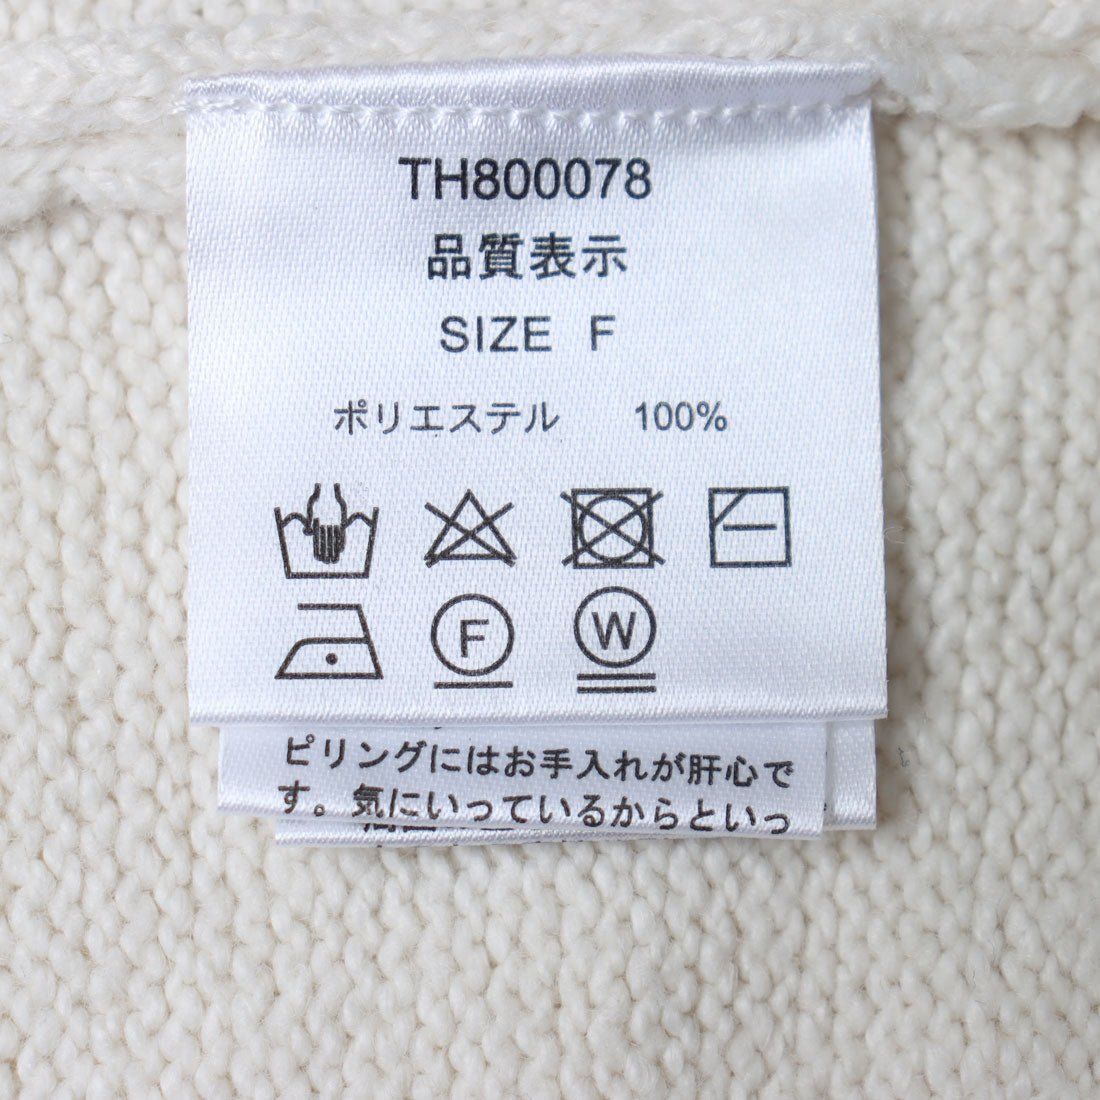 TH800078
品質表示
SIZE F
ポリエステル 100%
F
W
ピリングにはお手入れが肝心で
す。気にいっているからといっ